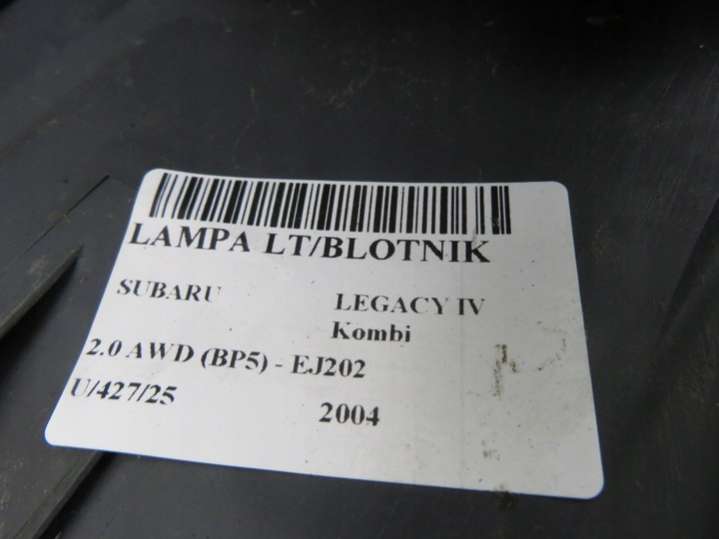 LAMPA LT/BLOTNIK
SUBARU LEGACY IV
Kombi
2.0 AWD (BP5) - EJ202
U/427/25 2004